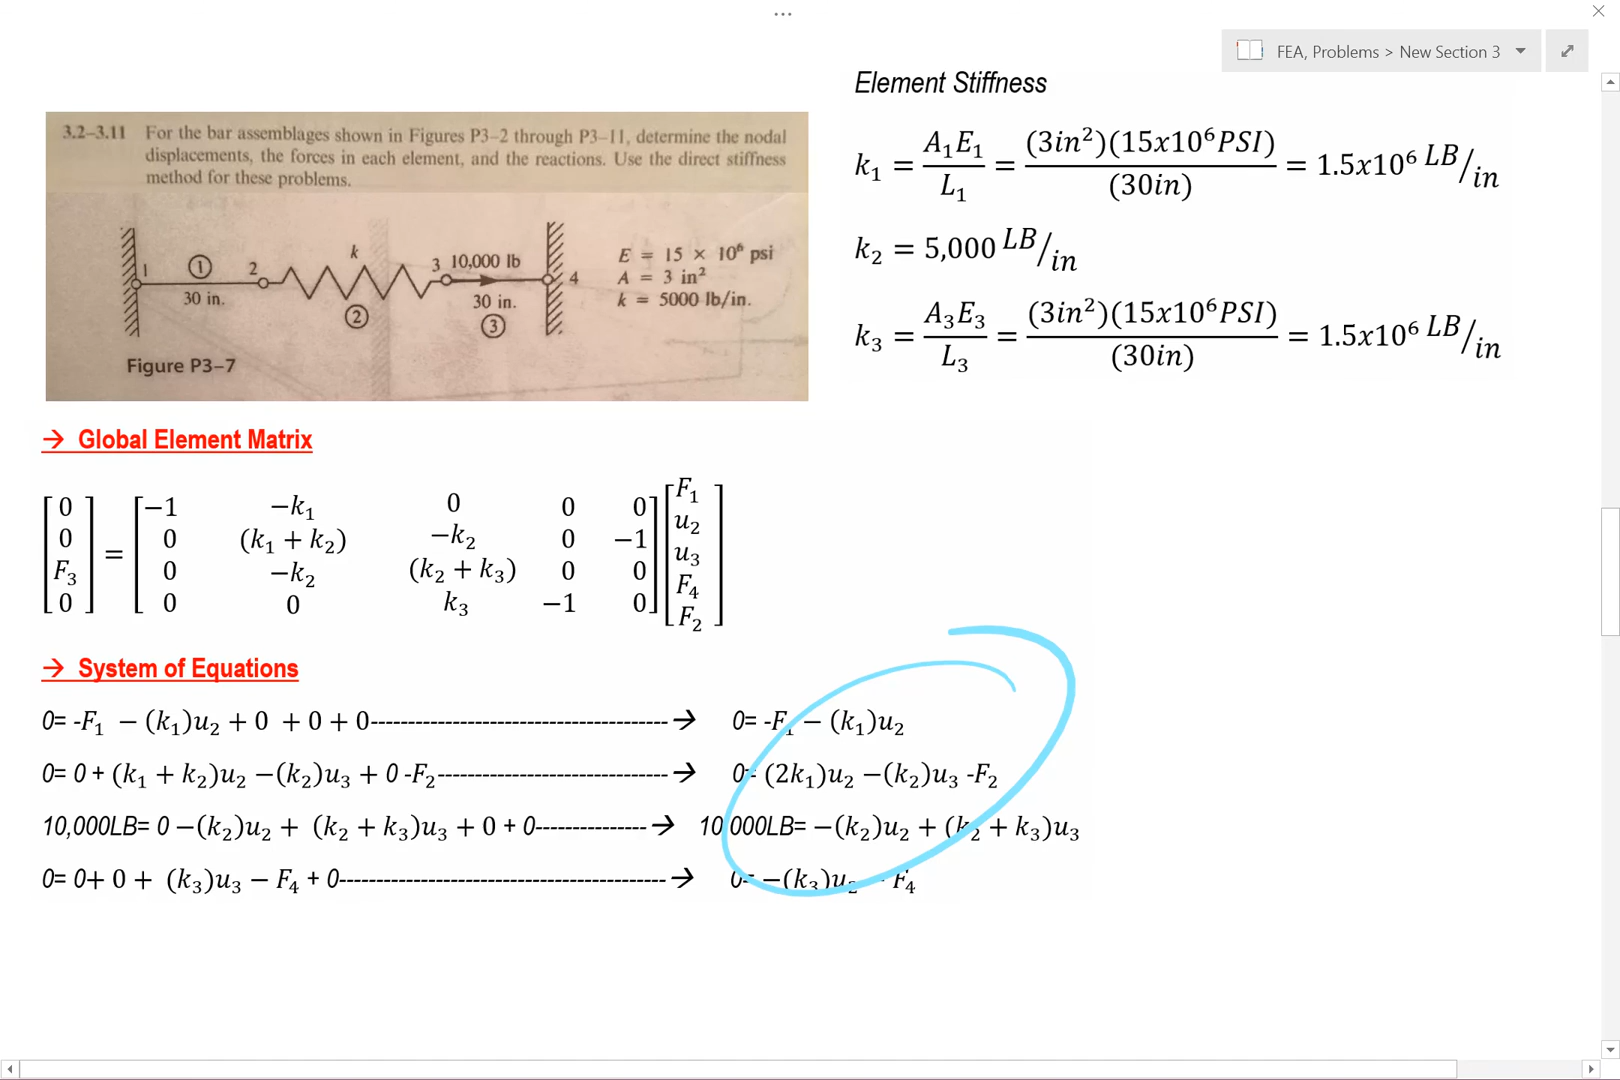 ...
FEA, Problems > New Section 3
Element Stiffness
3.2–3.11 For the bar assemblages shown in Figures P3–2 through P3–11, determine the nodal
displacements, the forces in each element, and the reactions. Use the direct stiffness
method for these problems.
1 ① 2 k 3 10,000 lb 4
30 in. ② 30 in. ③
E = 15 × 10⁶ psi
A = 3 in²
k = 5000 lb/in.
Figure P3–7
k₁ = A₁E₁/L₁ = (3in²)(15x10⁶PSI)/(30in) = 1.5x10⁶ LB/in
k₂ = 5,000 LB/in
k₃ = A₃E₃/L₃ = (3in²)(15x10⁶PSI)/(30in) = 1.5x10⁶ LB/in
→ Global Element Matrix
[0] = [−1 −k₁ 0 0 0] [F₁]
[0] [0 (k₁ + k₂) −k₂ 0 −1] [u₂]
[F₃] [0 −k₂ (k₂ + k₃) 0 0] [u₃]
[0] [0 0 k₃ −1 0] [F₄]
[F₂]
→ System of Equations
0= -F₁ − (k₁)u₂ + 0 + 0 + 0---→ 0= -F₁ − (k₁)u₂
0= 0 + (k₁ + k₂)u₂ −(k₂)u₃ + 0 -F₂---→ 0= (2k₁)u₂ −(k₂)u₃ -F₂
10,000LB= 0 −(k₂)u₂ + (k₂ + k₃)u₃ + 0 + 0---→ 10,000LB= −(k₂)u₂ + (k₂ + k₃)u₃
0= 0+ 0 + (k₃)u₃ − F₄ + 0---→ 0= −(k₃)u₂ − F₄